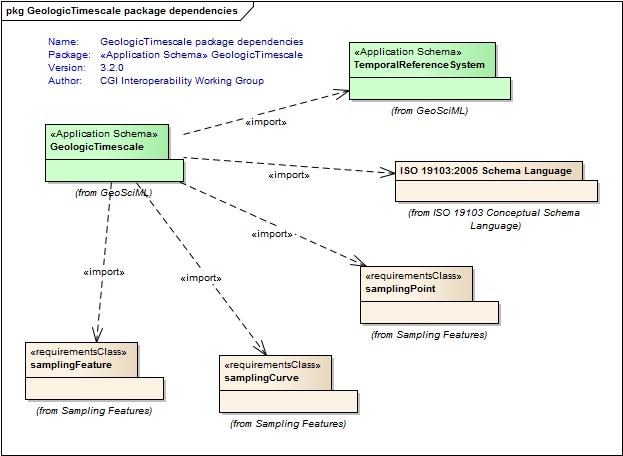 pkg GeologicTimescale package dependencies
Name: GeologicTimescale package dependencies
Package: «Application Schema» GeologicTimescale
Version: 3.2.0
Author: CGI Interoperability Working Group
«Application Schema»
TemporalReferenceSystem
(from GeoSciML)
«import»
«Application Schema»
GeologicTimescale
(from GeoSciML)
«import»
ISO 19103:2005 Schema Language
(from ISO 19103 Conceptual Schema
Language)
«import»
«requirementsClass»
samplingPoint
(from Sampling Features)
«import»
«import»
«requirementsClass»
samplingFeature
(from Sampling Features)
«requirementsClass»
samplingCurve
(from Sampling Features)